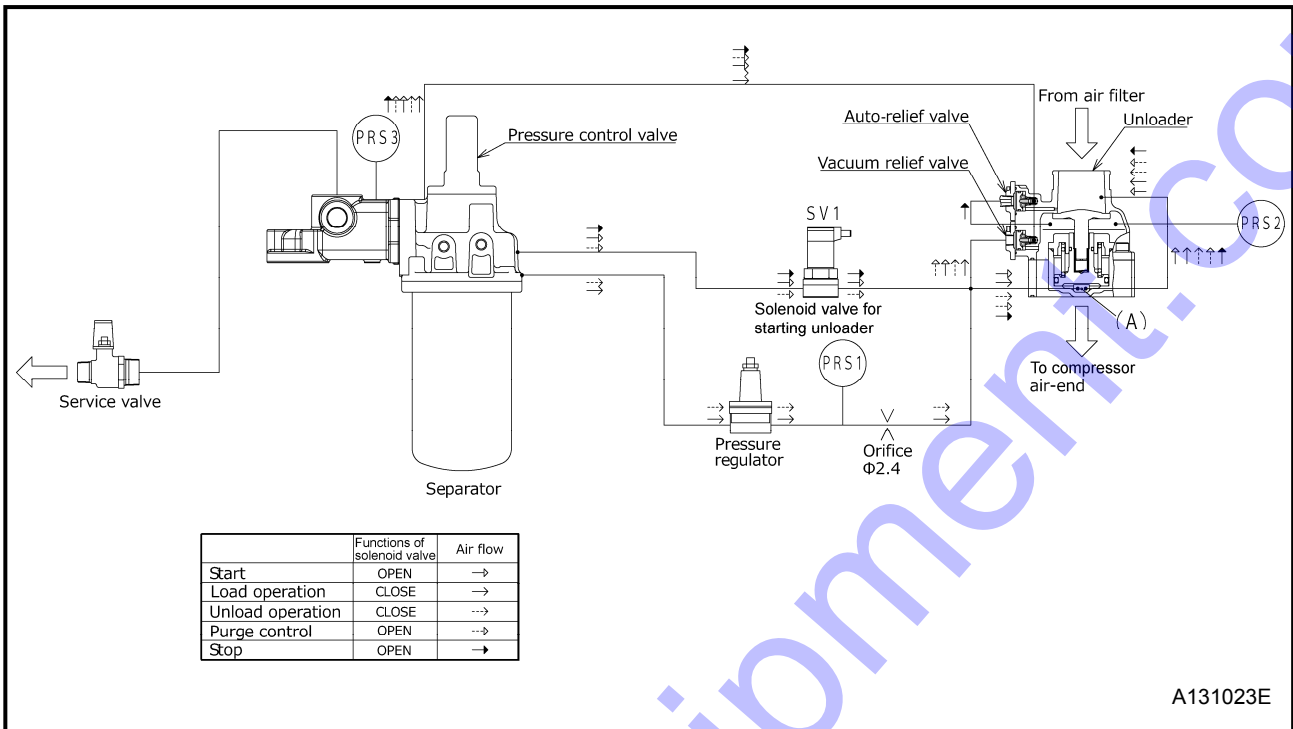 From air filter
Auto-relief valve
Unloader
Pressure control valve
PRS3
Vacuum relief valve
SV1
PRS2
Solenoid valve for
starting unloader
(A)
PRS1
To compressor
air-end
Service valve
Pressure
regulator
Orifice
Φ2.4
Separator
Functions of
solenoid valve
Air flow
Start OPEN
Load operation CLOSE
Unload operation CLOSE
Purge control OPEN
Stop OPEN
A131023E
ipment.co